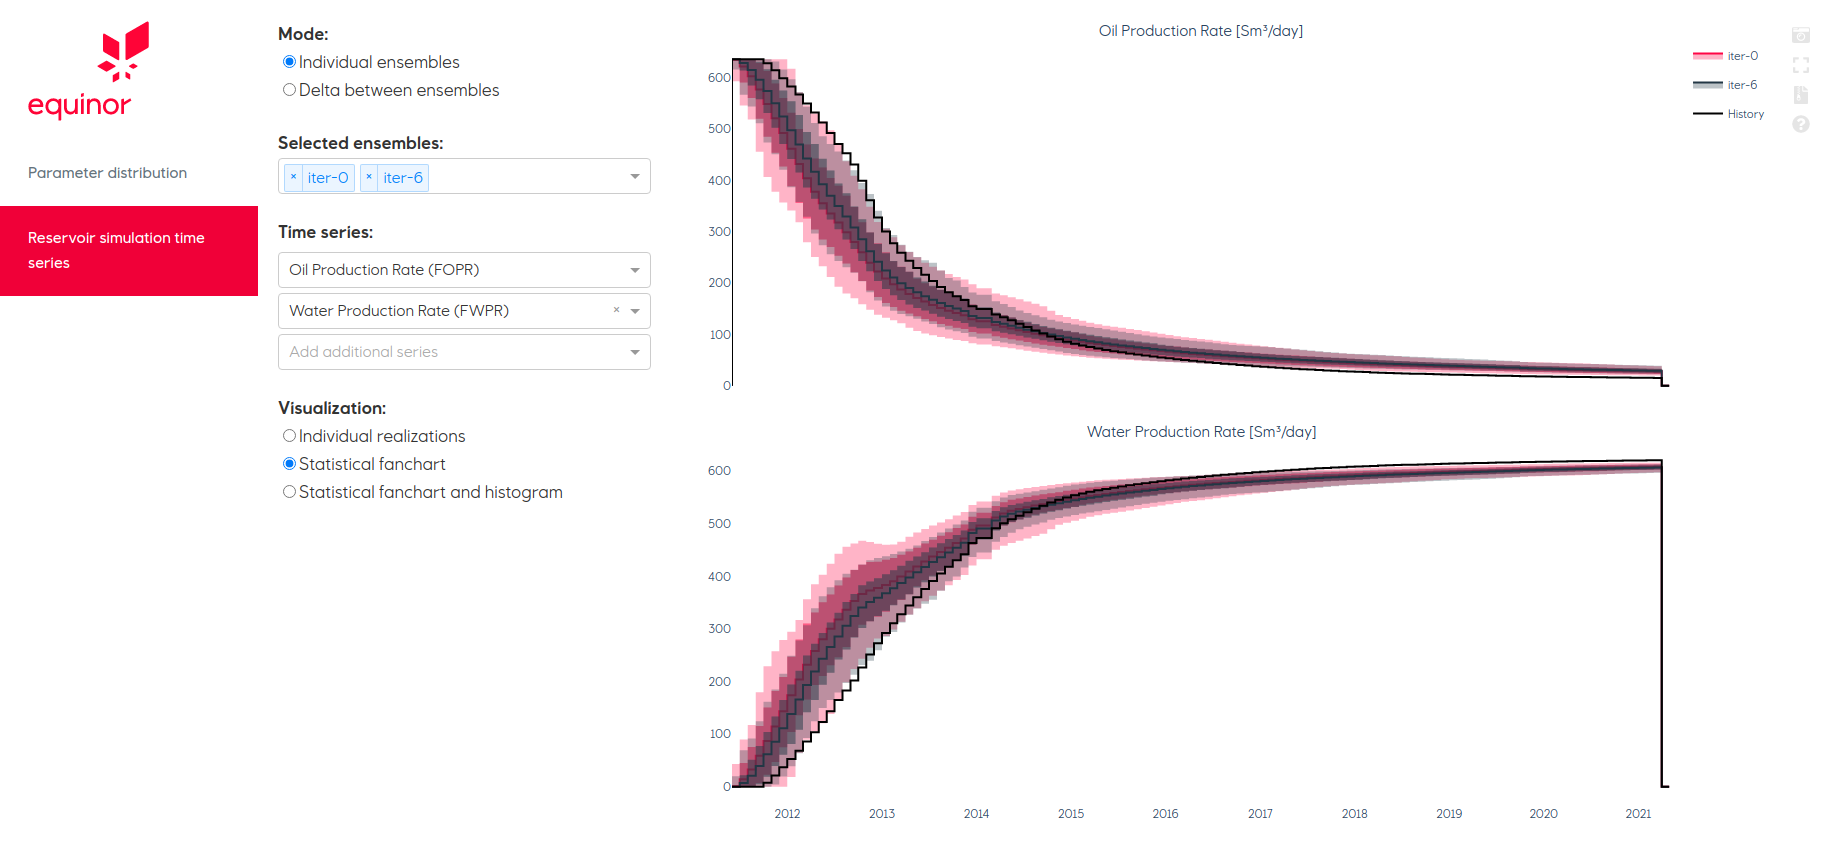 equinor
Parameter distribution
Reservoir simulation time
series
Mode:
Individual ensembles
Delta between ensembles
Selected ensembles:
× iter-0 × iter-6
Time series:
Oil Production Rate (FOPR)
Water Production Rate (FWPR) ×
Add additional series
Visualization:
Individual realizations
Statistical fanchart
Statistical fanchart and histogram
Oil Production Rate [Sm³/day]
600
500
400
300
200
100
0
iter-0
iter-6
History
?
Water Production Rate [Sm³/day]
600
500
400
300
200
100
0
2012 2013 2014 2015 2016 2017 2018 2019 2020 2021